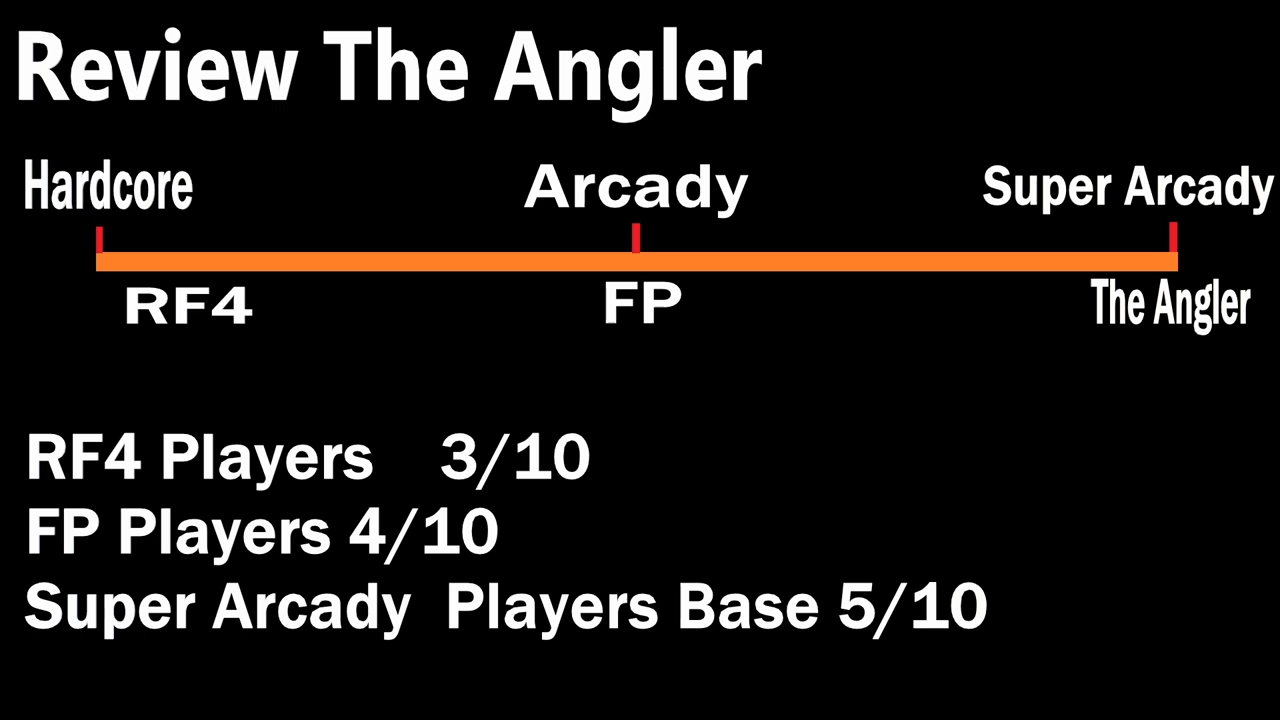 Review The Angler
Hardcore Arcady Super Arcady
RF4 FP The Angler
RF4 Players 3/10
FP Players 4/10
Super Arcady Players Base 5/10